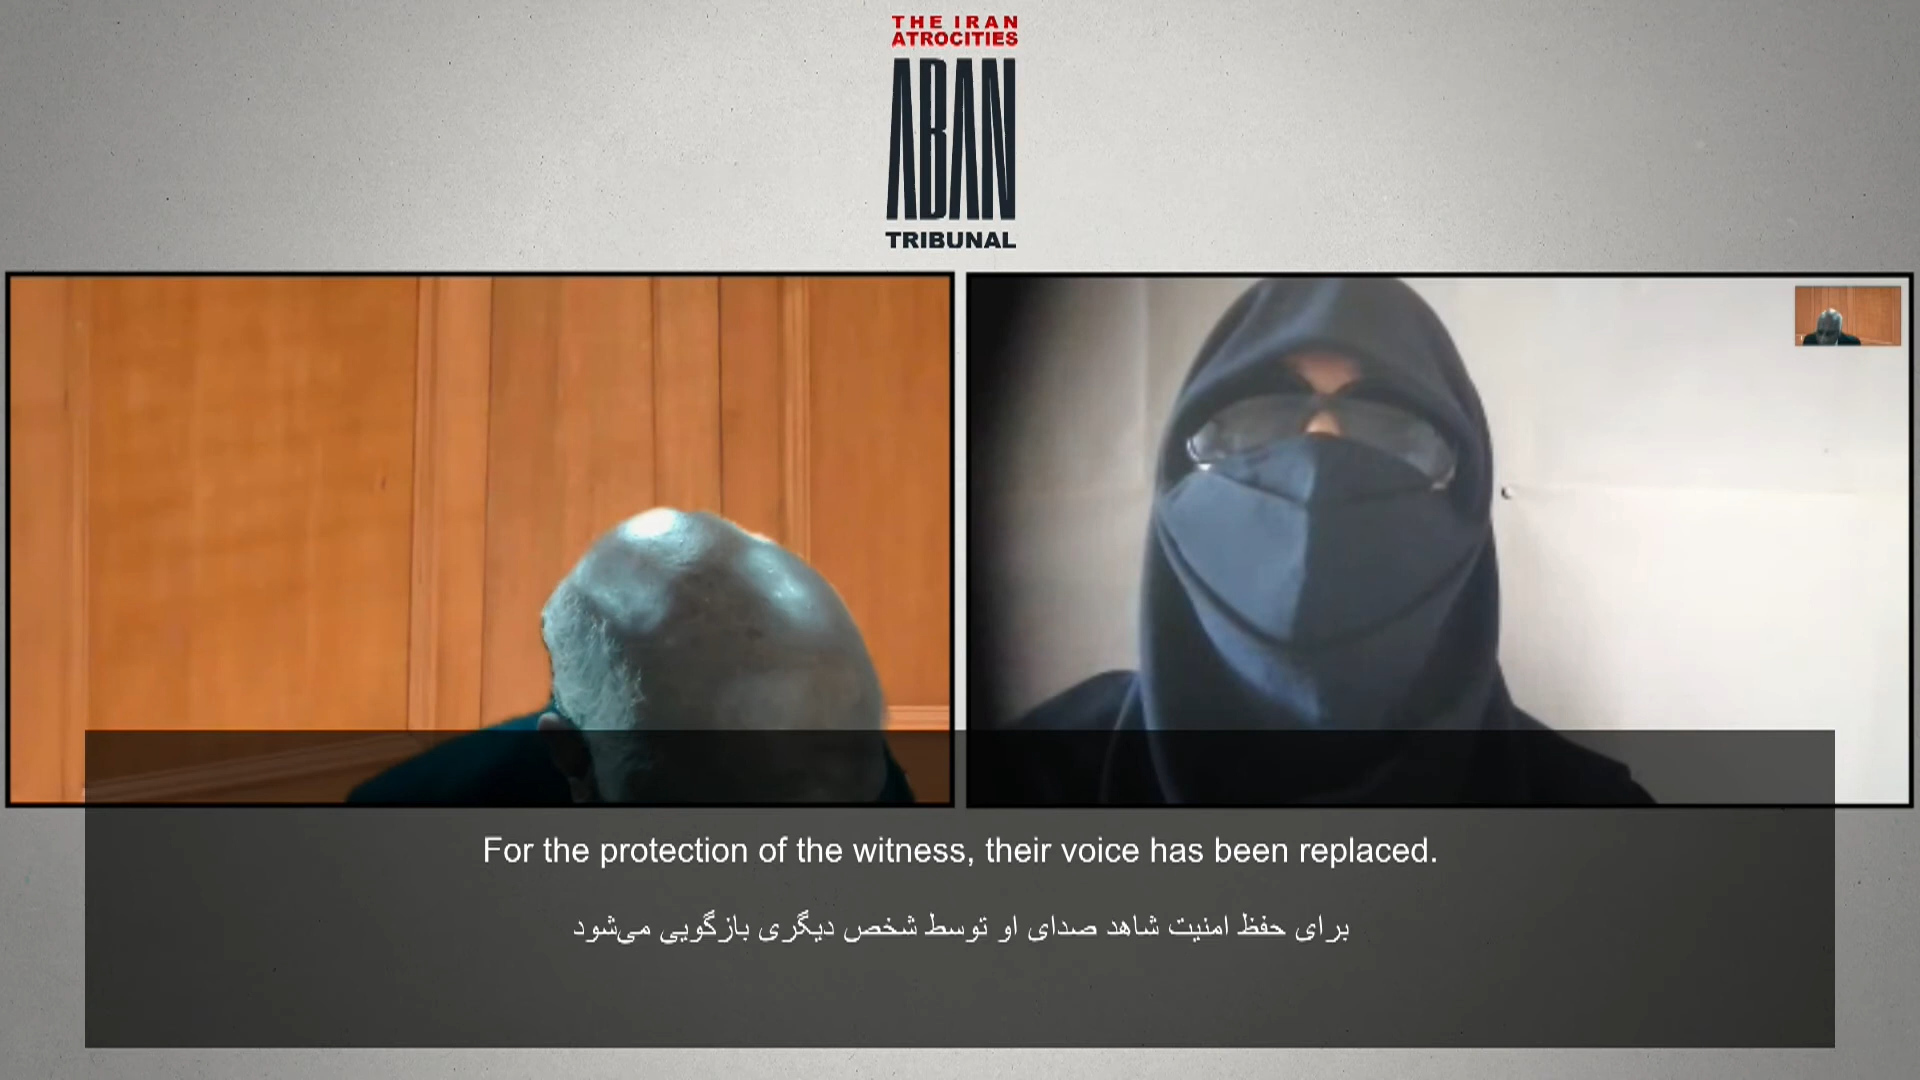 THE IRAN
ATROCITIES
ABAN
TRIBUNAL
For the protection of the witness, their voice has been replaced.
برای حفظ امنیت شاهد صدای او توسط شخص دیگری بازگویی می‌شود